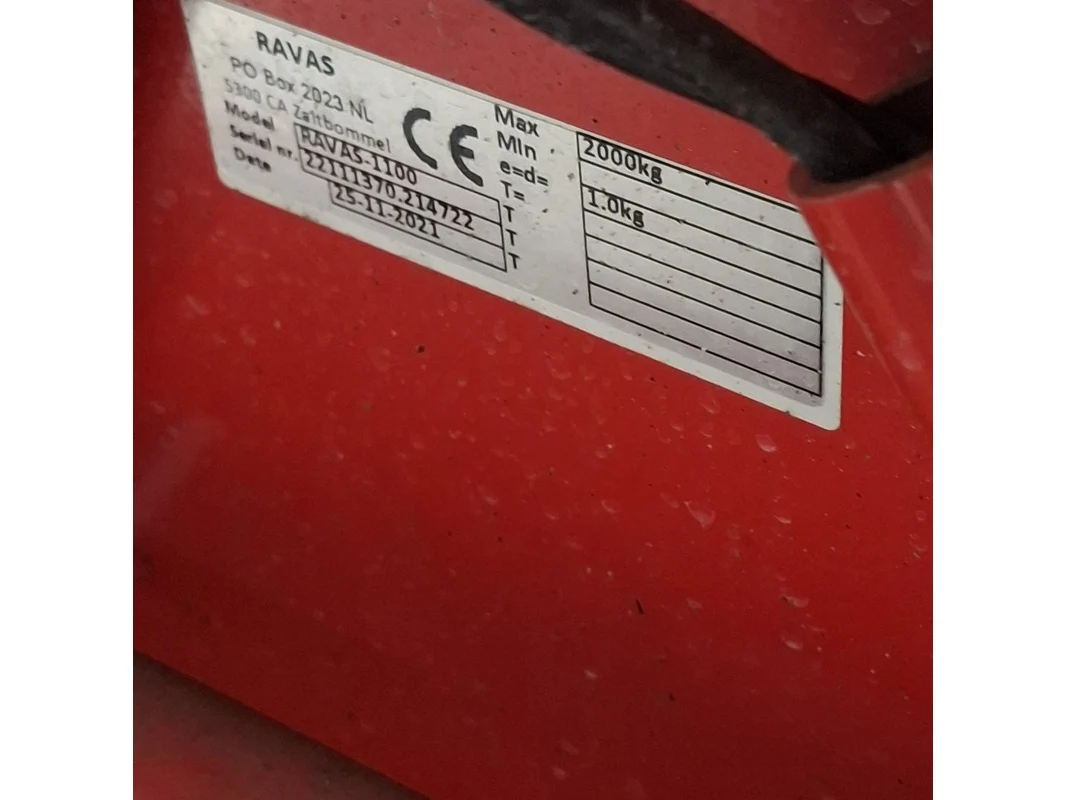 RAVAS
PO Box 2023 NL
5300 CA Zaltbommel
Model RAVAS-1100
Serial nr. 22111370.214722
Date 25-11-2021
CE
Max 2000kg
Min
e=d= 1.0kg
T=
T
T
T